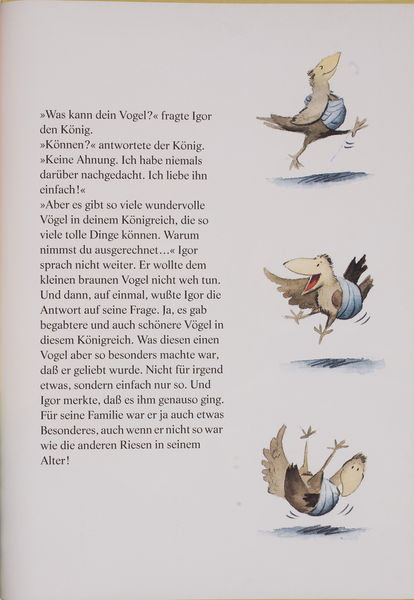 »Was kann dein Vogel?« fragte Igor
den König.
»Können?« antwortete der König.
»Keine Ahnung. Ich habe niemals
darüber nachgedacht. Ich liebe ihn
einfach!«
»Aber es gibt so viele wundervolle
Vögel in deinem Königreich, die so
viele tolle Dinge können. Warum
nimmst du ausgerechnet…« Igor
sprach nicht weiter. Er wollte dem
kleinen braunen Vogel nicht weh tun.
Und dann, auf einmal, wußte Igor die
Antwort auf seine Frage. Ja, es gab
begabtere und auch schönere Vögel in
diesem Königreich. Was diesen einen
Vogel aber so besonders machte war,
daß er geliebt wurde. Nicht für irgend
etwas, sondern einfach nur so. Und
Igor merkte, daß es ihm genauso ging.
Für seine Familie war er ja auch etwas
Besonderes, auch wenn er nicht so war
wie die anderen Riesen in seinem
Alter!